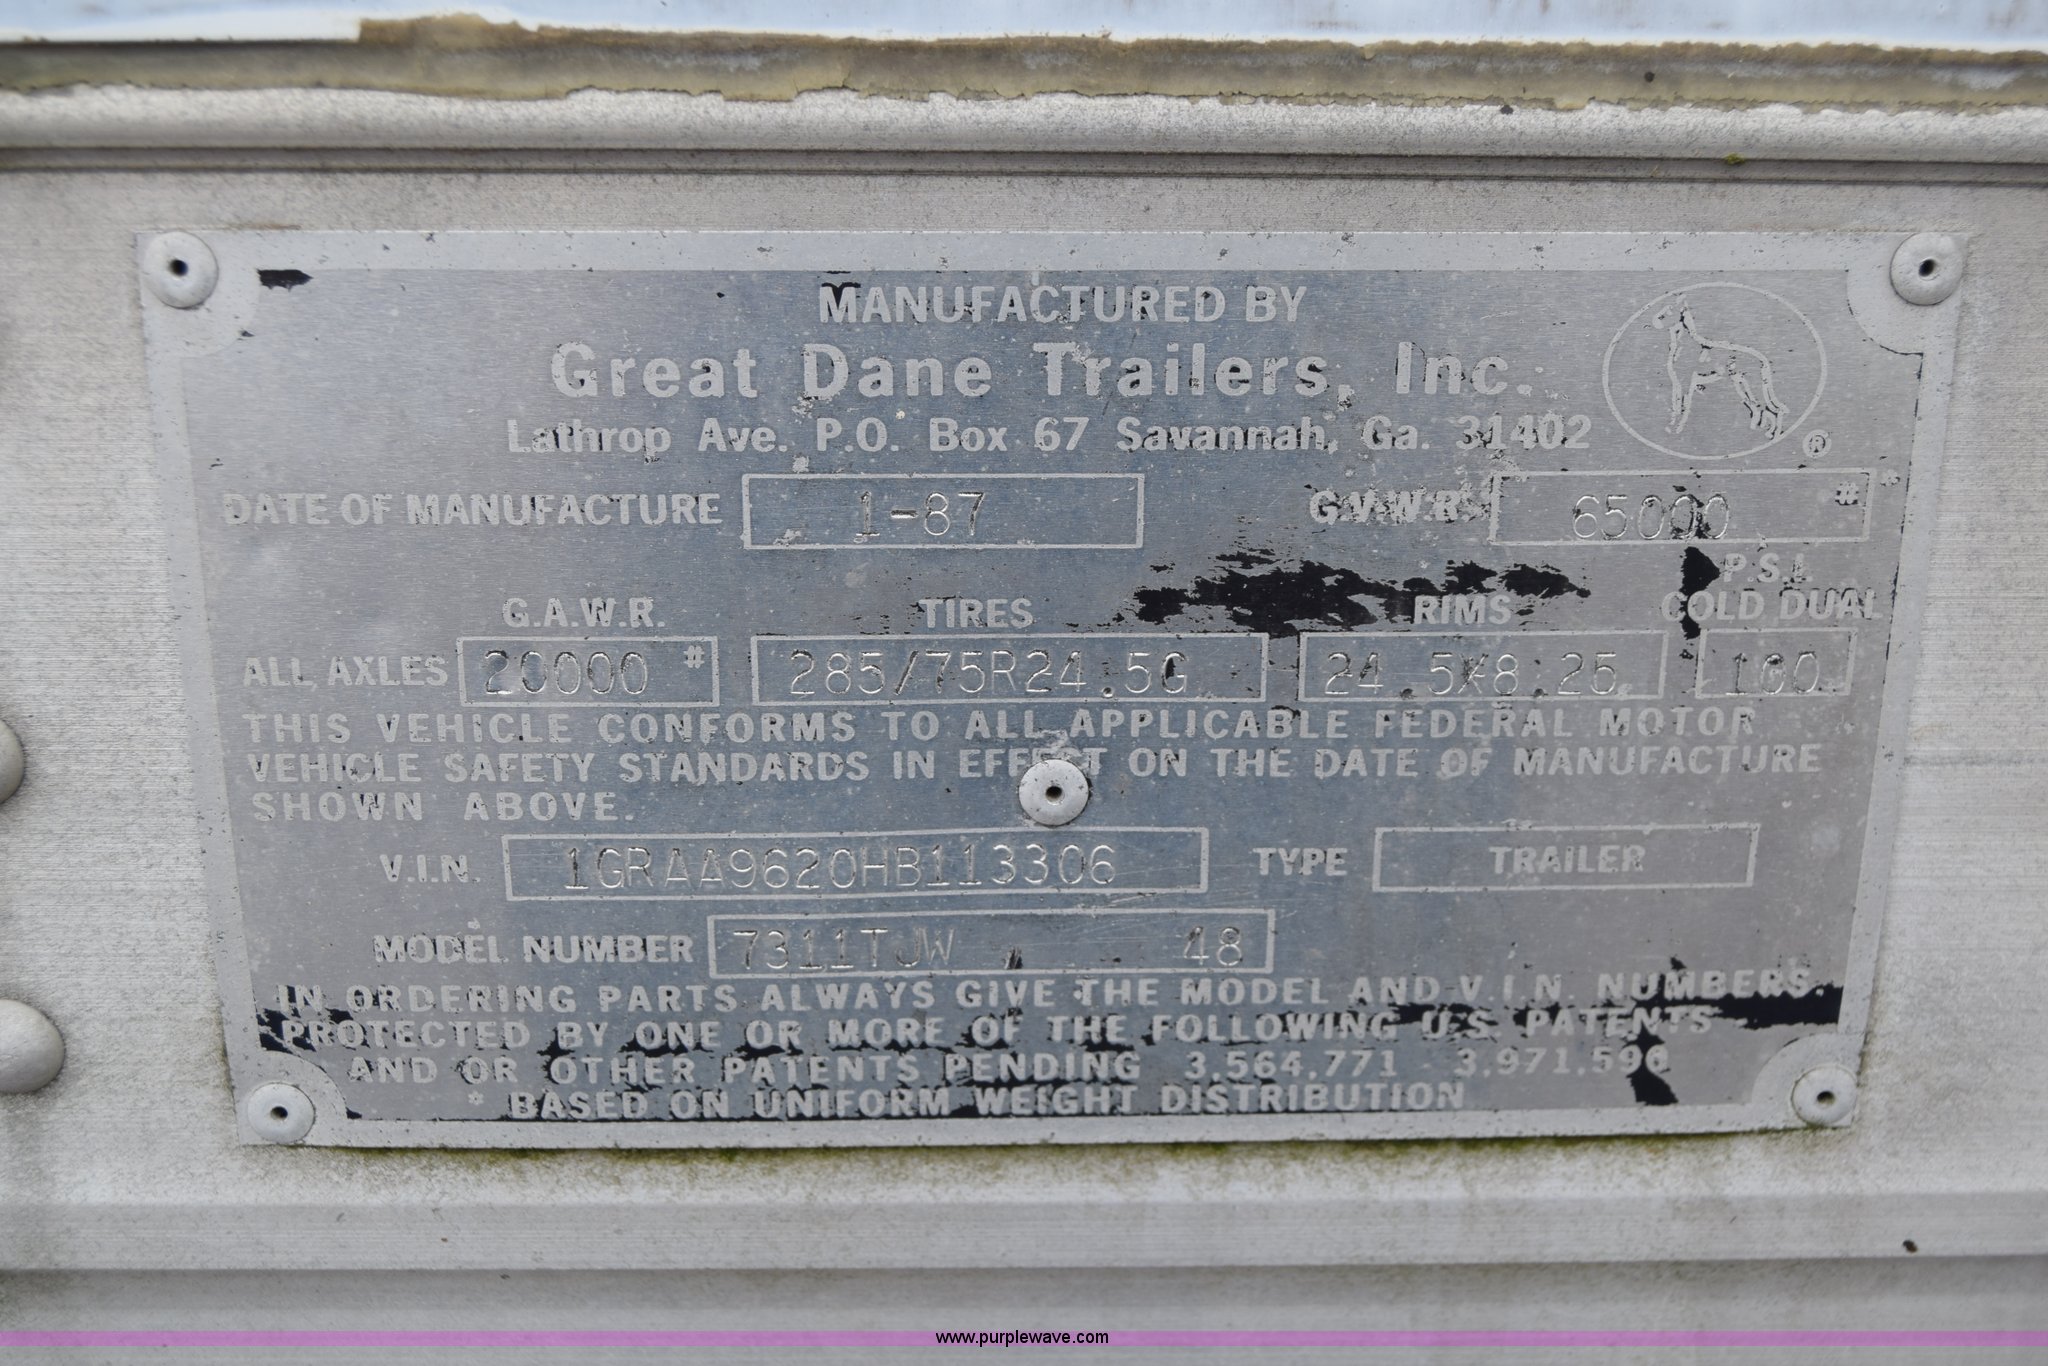 MANUFACTURED BY
Great Dane Trailers, Inc.
Lathrop Ave. P.O. Box 67 Savannah, Ga. 31402
®
DATE OF MANUFACTURE 1-87 G.V.W.R. 65000 # *
G.A.W.R. TIRES RIMS P.S.I. COLD DUAL
ALL AXLES 20000 # 285/75R24.5G 24.5X8.25 100
THIS VEHICLE CONFORMS TO ALL APPLICABLE FEDERAL MOTOR
VEHICLE SAFETY STANDARDS IN EFFECT ON THE DATE OF MANUFACTURE
SHOWN ABOVE.
V.I.N. 1GRAA9620HB113306 TYPE TRAILER
MODEL NUMBER 7311TJW 48
IN ORDERING PARTS ALWAYS GIVE THE MODEL AND V.I.N. NUMBERS.
PROTECTED BY ONE OR MORE OF THE FOLLOWING U.S. PATENTS
AND OR OTHER PATENTS PENDING 3,564,771 3,971,596
* BASED ON UNIFORM WEIGHT DISTRIBUTION
www.purplewave.com